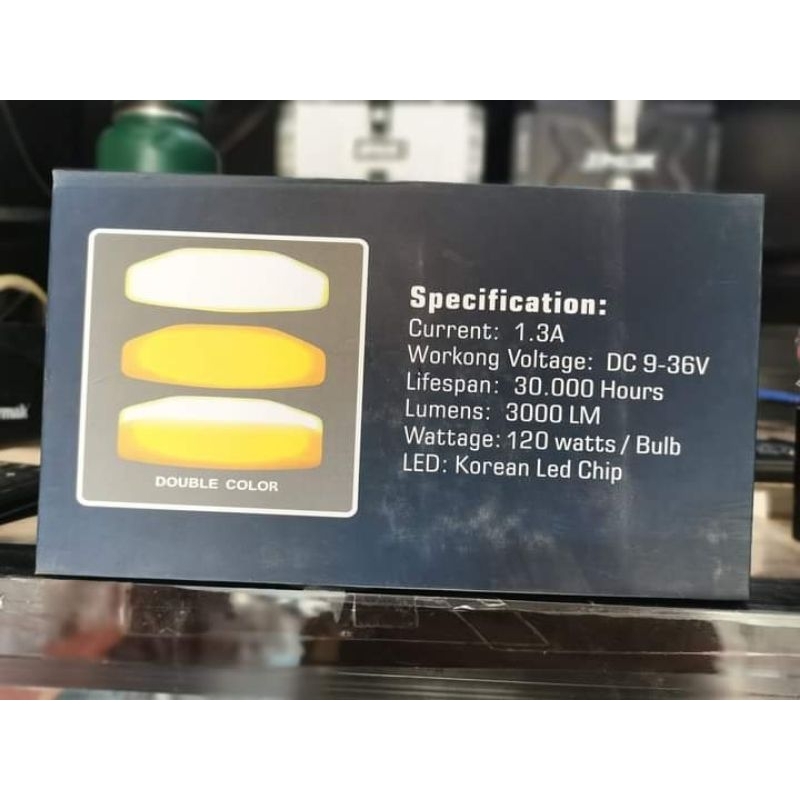 DOUBLE COLOR
Specification:
Current: 1.3A
Workong Voltage: DC 9-36V
Lifespan: 30.000 Hours
Lumens: 3000 LM
Wattage: 120 watts / Bulb
LED: Korean Led Chip